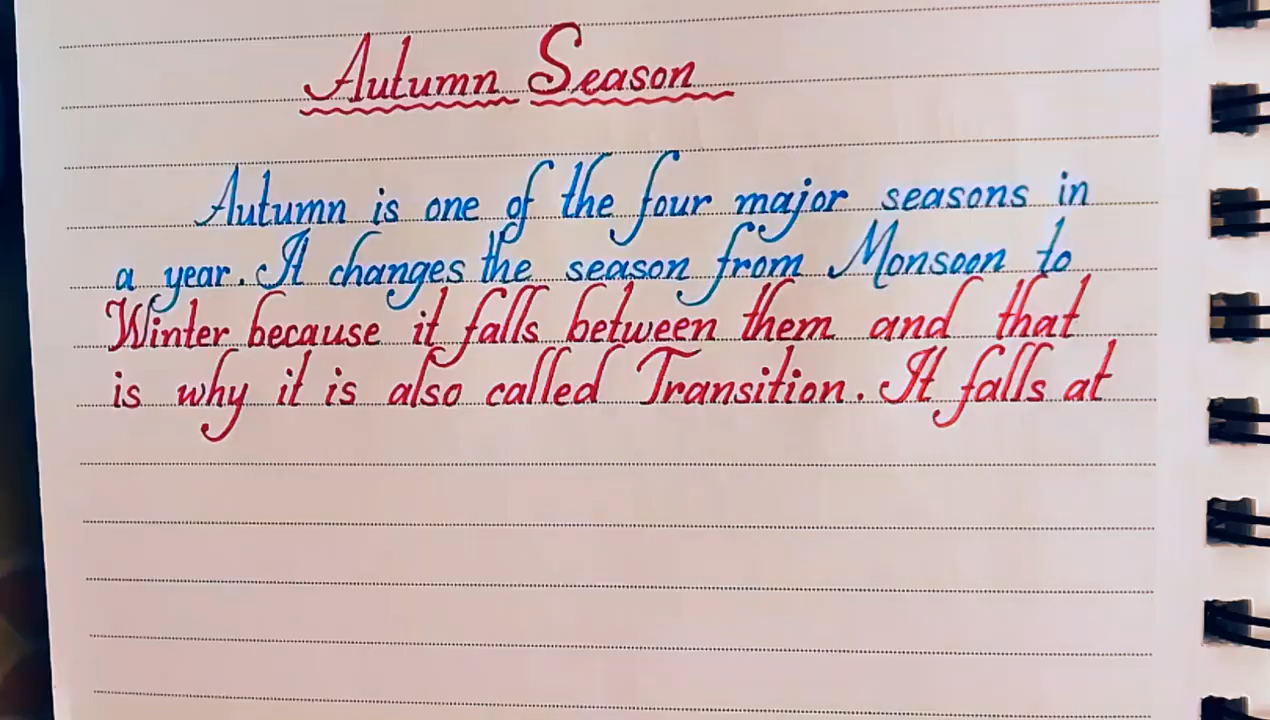 Autumn Season
Autumn is one of the four major seasons in
a year. It changes the season from Monsoon to
Winter because it falls between them and that
is why it is also called Transition. It falls at